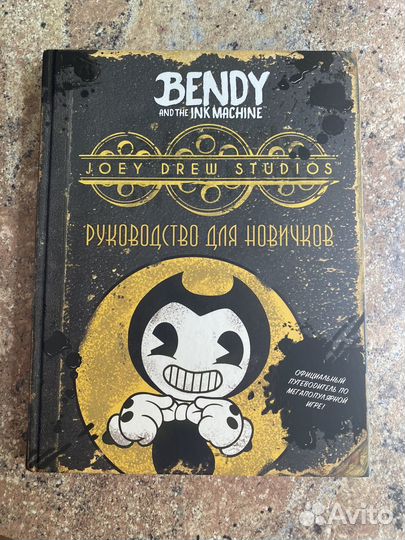 BENDY
AND THE INK MACHINE
JOEY DREW STUDIOS
РУКОВОДСТВО ДЛЯ НОВИЧКОВ
ОФИЦИАЛЬНЫЙ
ПУТЕВОДИТЕЛЬ ПО
МЕГАПОПУЛЯРНОЙ
ИГРЕ!
Avito